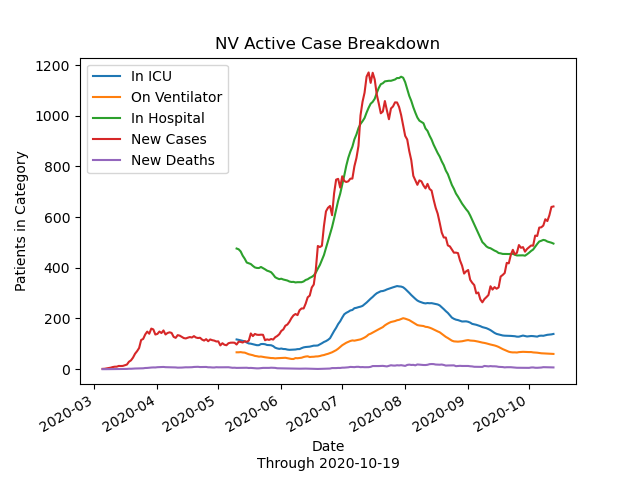 NV Active Case Breakdown
In ICU
On Ventilator
In Hospital
New Cases
New Deaths
Patients in Category
1200
1000
800
600
400
200
0
2020-03
2020-04
2020-05
2020-06
2020-07
2020-08
2020-09
2020-10
Date
Through 2020-10-19